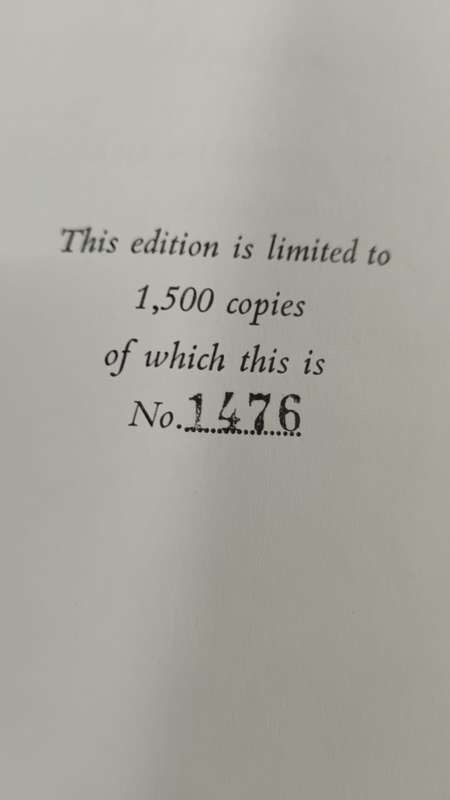 This edition is limited to
1,500 copies
of which this is
No.1476